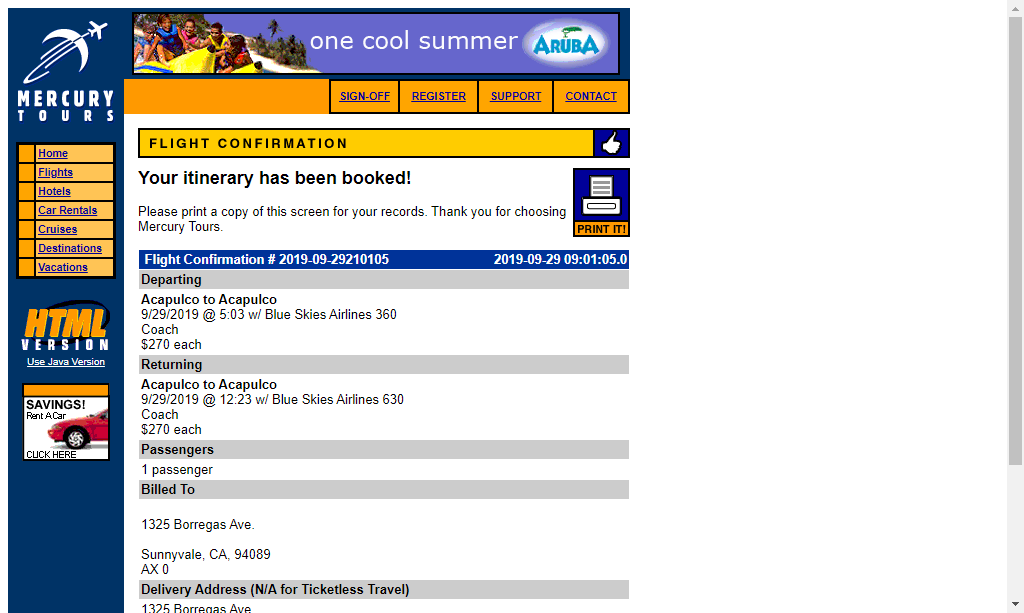 one cool summer ARUBA
MERCURY
TOURS
SIGN-OFF REGISTER SUPPORT CONTACT
FLIGHT CONFIRMATION
Home
Flights
Hotels
Car Rentals
Cruises
Destinations
Vacations
HTML
VERSION
Use Java Version
SAVINGS!
Rent A Car
CLICK HERE
Your itinerary has been booked!
Please print a copy of this screen for your records. Thank you for choosing
Mercury Tours.
PRINT IT!
Flight Confirmation # 2019-09-29210105 2019-09-29 09:01:05.0
Departing
Acapulco to Acapulco
9/29/2019 @ 5:03 w/ Blue Skies Airlines 360
Coach
$270 each
Returning
Acapulco to Acapulco
9/29/2019 @ 12:23 w/ Blue Skies Airlines 630
Coach
$270 each
Passengers
1 passenger
Billed To
1325 Borregas Ave.
Sunnyvale, CA, 94089
AX 0
Delivery Address (N/A for Ticketless Travel)
1325 Borregas Ave